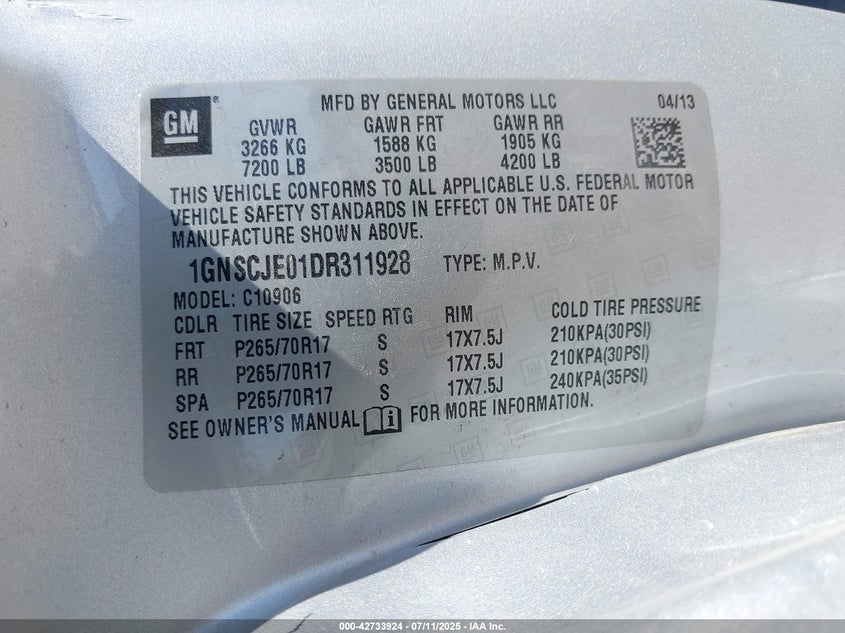 GM
MFD BY GENERAL MOTORS LLC 04/13
GVWR GAWR FRT GAWR RR
3266 KG 1588 KG 1905 KG
7200 LB 3500 LB 4200 LB
THIS VEHICLE CONFORMS TO ALL APPLICABLE U.S. FEDERAL MOTOR
VEHICLE SAFETY STANDARDS IN EFFECT ON THE DATE OF
MANUFACTURE SHOWN ABOVE.
1GNSCJE01DR311928 TYPE: M.P.V.
MODEL: C10906
CDLR TIRE SIZE SPEED RTG RIM COLD TIRE PRESSURE
FRT P265/70R17 S 17X7.5J 210KPA(30PSI)
RR P265/70R17 S 17X7.5J 210KPA(30PSI)
SPA P265/70R17 S 17X7.5J 240KPA(35PSI)
SEE OWNER'S MANUAL i FOR MORE INFORMATION.
000-42733924 - 07/11/2025 - IAA Inc.